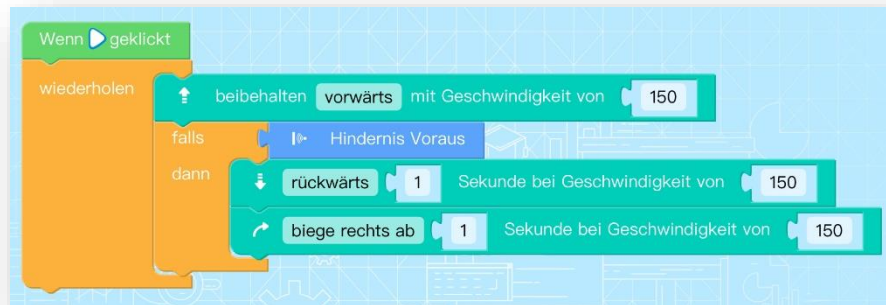 Wenn geklickt
wiederholen
beibehalten vorwärts mit Geschwindigkeit von 150
falls Hindernis Voraus
dann
rückwärts 1 Sekunde bei Geschwindigkeit von 150
biege rechts ab 1 Sekunde bei Geschwindigkeit von 150